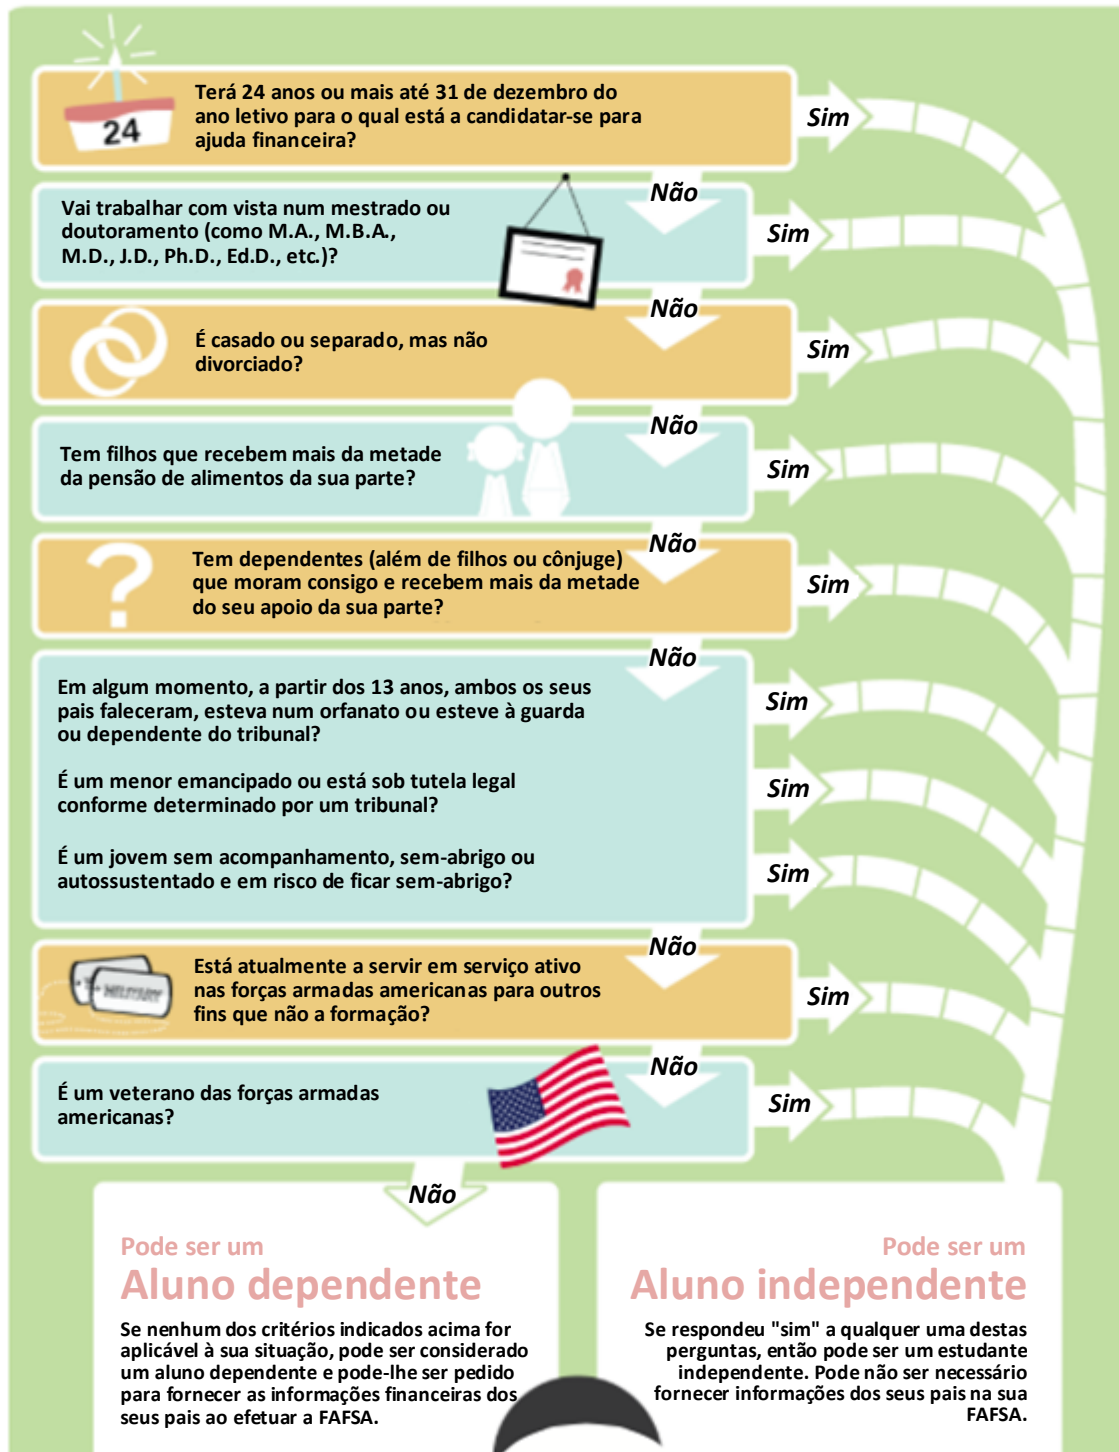 24
Terá 24 anos ou mais até 31 de dezembro do
ano letivo para o qual está a candidatar-se para
ajuda financeira?
Sim
Não
Vai trabalhar com vista num mestrado ou
doutoramento (como M.A., M.B.A.,
M.D., J.D., Ph.D., Ed.D., etc.)?
Sim
Não
É casado ou separado, mas não
divorciado?
Sim
Não
Tem filhos que recebem mais da metade
da pensão de alimentos da sua parte?
Sim
Não
Tem dependentes (além de filhos ou cônjuge)
que moram consigo e recebem mais da metade
do seu apoio da sua parte?
Sim
Não
Em algum momento, a partir dos 13 anos, ambos os seus
pais faleceram, esteva num orfanato ou esteve à guarda
ou dependente do tribunal?
Sim
É um menor emancipado ou está sob tutela legal
conforme determinado por um tribunal?
Sim
É um jovem sem acompanhamento, sem-abrigo ou
autossustentado e em risco de ficar sem-abrigo?
Sim
Não
MILITARY
Está atualmente a servir em serviço ativo
nas forças armadas americanas para outros
fins que não a formação?
Sim
Não
É um veterano das forças armadas
americanas?
Sim
Não
Pode ser um
Aluno dependente
Se nenhum dos critérios indicados acima for
aplicável à sua situação, pode ser considerado
um aluno dependente e pode-lhe ser pedido
para fornecer as informações financeiras dos
seus pais ao efetuar a FAFSA.
Pode ser um
Aluno independente
Se respondeu "sim" a qualquer uma destas
perguntas, então pode ser um estudante
independente. Pode não ser necessário
fornecer informações dos seus pais na sua
FAFSA.